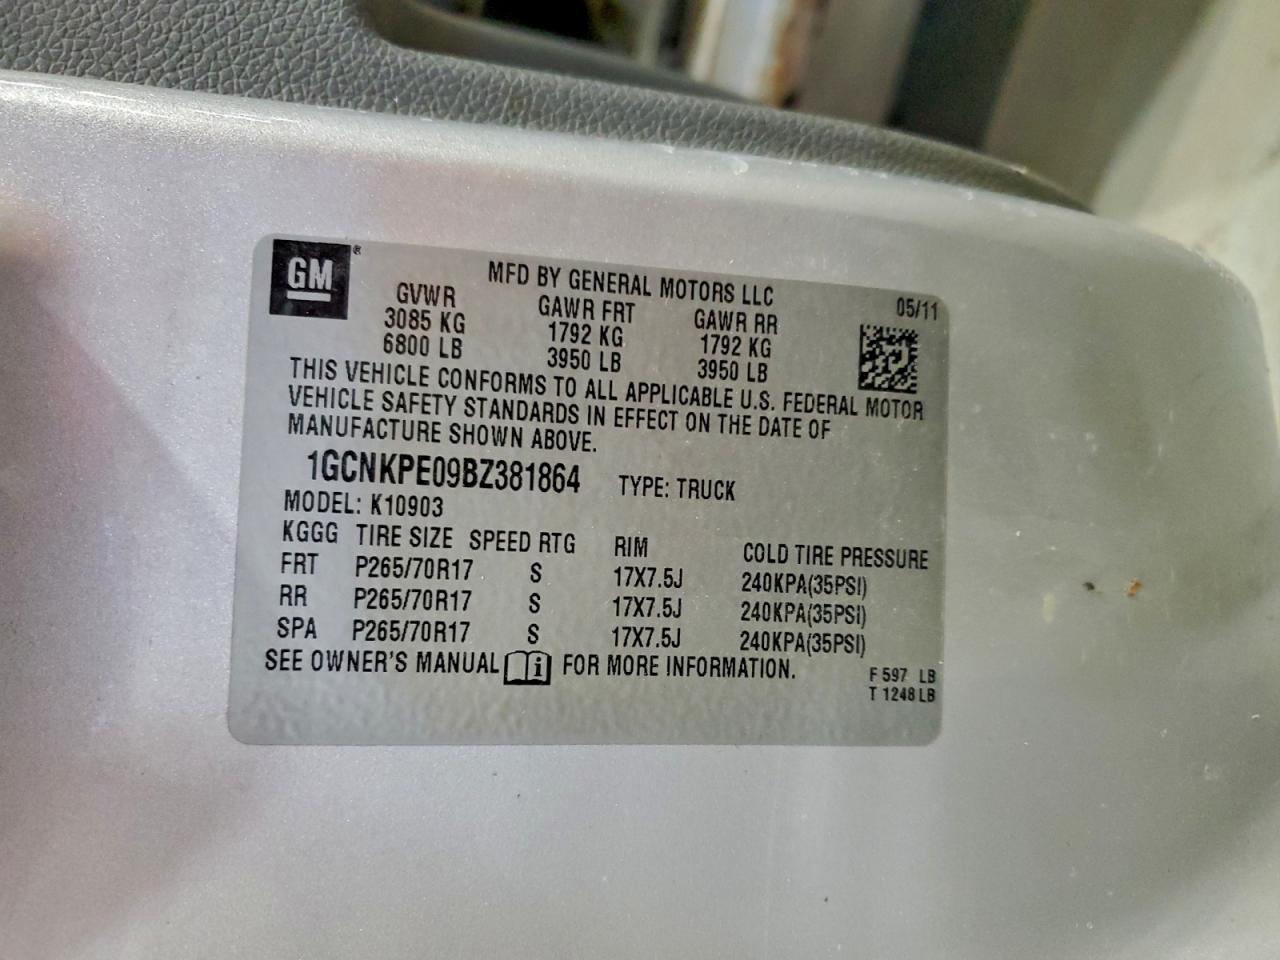 GM ®
MFD BY GENERAL MOTORS LLC
05/11
GVWR GAWR FRT GAWR RR
3085 KG 1792 KG 1792 KG
6800 LB 3950 LB 3950 LB
THIS VEHICLE CONFORMS TO ALL APPLICABLE U.S. FEDERAL MOTOR
VEHICLE SAFETY STANDARDS IN EFFECT ON THE DATE OF
MANUFACTURE SHOWN ABOVE.
1GCNKPE09BZ381864 TYPE: TRUCK
MODEL: K10903
KGGG TIRE SIZE SPEED RTG RIM COLD TIRE PRESSURE
FRT P265/70R17 S 17X7.5J 240KPA(35PSI)
RR P265/70R17 S 17X7.5J 240KPA(35PSI)
SPA P265/70R17 S 17X7.5J 240KPA(35PSI)
SEE OWNER'S MANUAL i FOR MORE INFORMATION.
F 597 LB
T 1248 LB